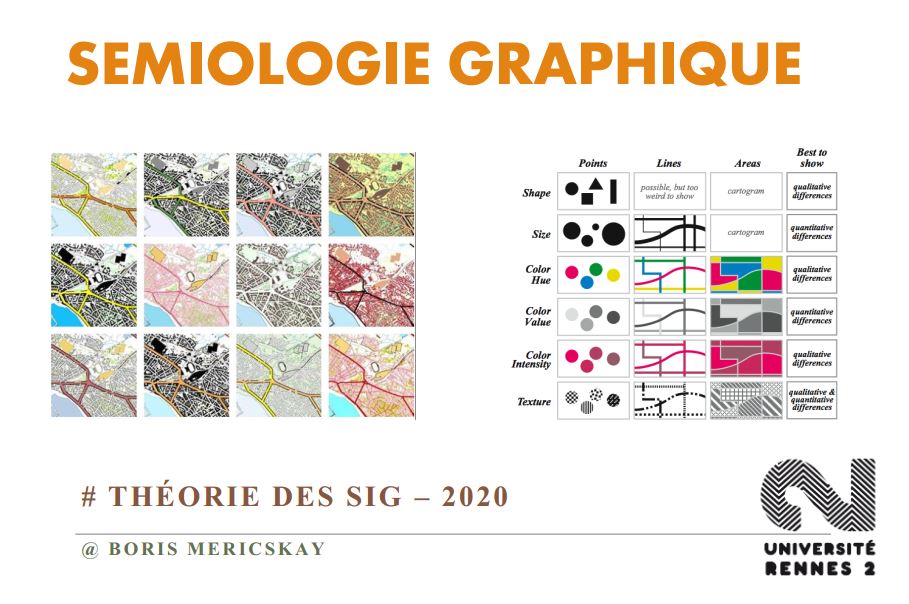 SEMIOLOGIE GRAPHIQUE
Best to
show
Points Lines Areas
Shape
possible, but too
weird to show
cartogram
qualitative
differences
Size
cartogram
quantitative
differences
Color
Hue
qualitative
differences
Color
Value
quantitative
differences
Color
Intensity
qualitative
differences
Texture
qualitative &
quantitative
differences
# THÉORIE DES SIG – 2020
@ BORIS MERICSKAY
UNIVERSITÉ
RENNES 2